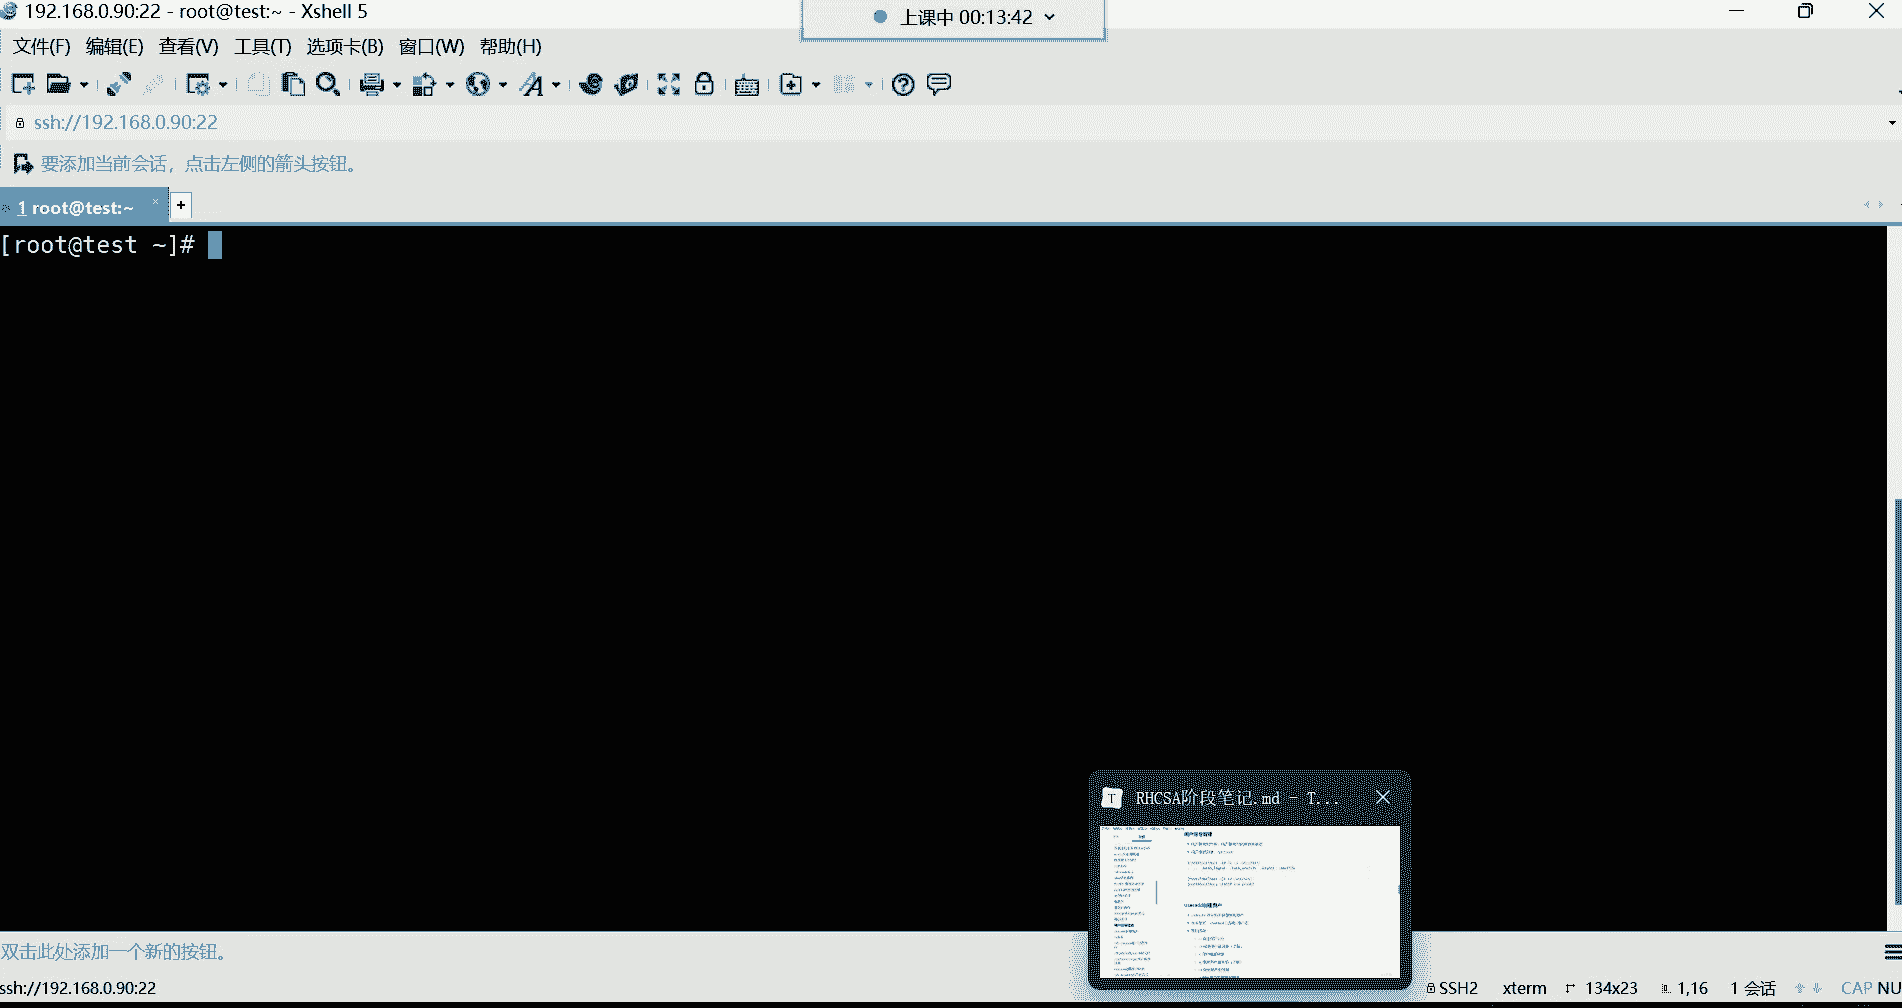 192.168.0.90:22 - root@test:~ - Xshell 5
上课中 00:13:42
文件(F) 编辑(E) 查看(V) 工具(T) 选项卡(B) 窗口(W) 帮助(H)
ssh://192.168.0.90:22
要添加当前会话，点击左侧的箭头按钮。
1 root@test:~
[root@test ~]#
RHCSA阶段笔记.md - T...
双击此处添加一个新的按钮。
ssh://192.168.0.90:22 SSH2 xterm 134x23 1,16 1 会话 CAP NU